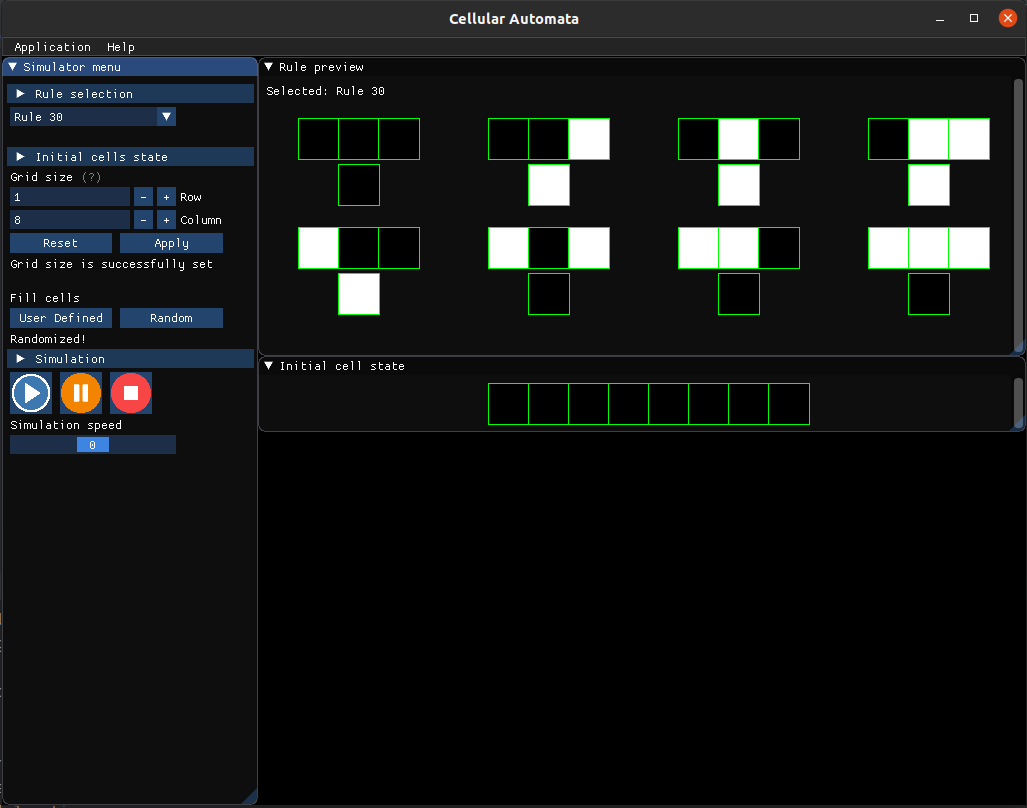 Cellular Automata
Application Help
Simulator menu
Rule selection
Rule 30
Initial cells state
Grid size (?)
1 - + Row
8 - + Column
Reset Apply
Grid size is successfully set
Fill cells
User Defined Random
Randomized!
Simulation
Simulation speed
0
Rule preview
Selected: Rule 30
Initial cell state